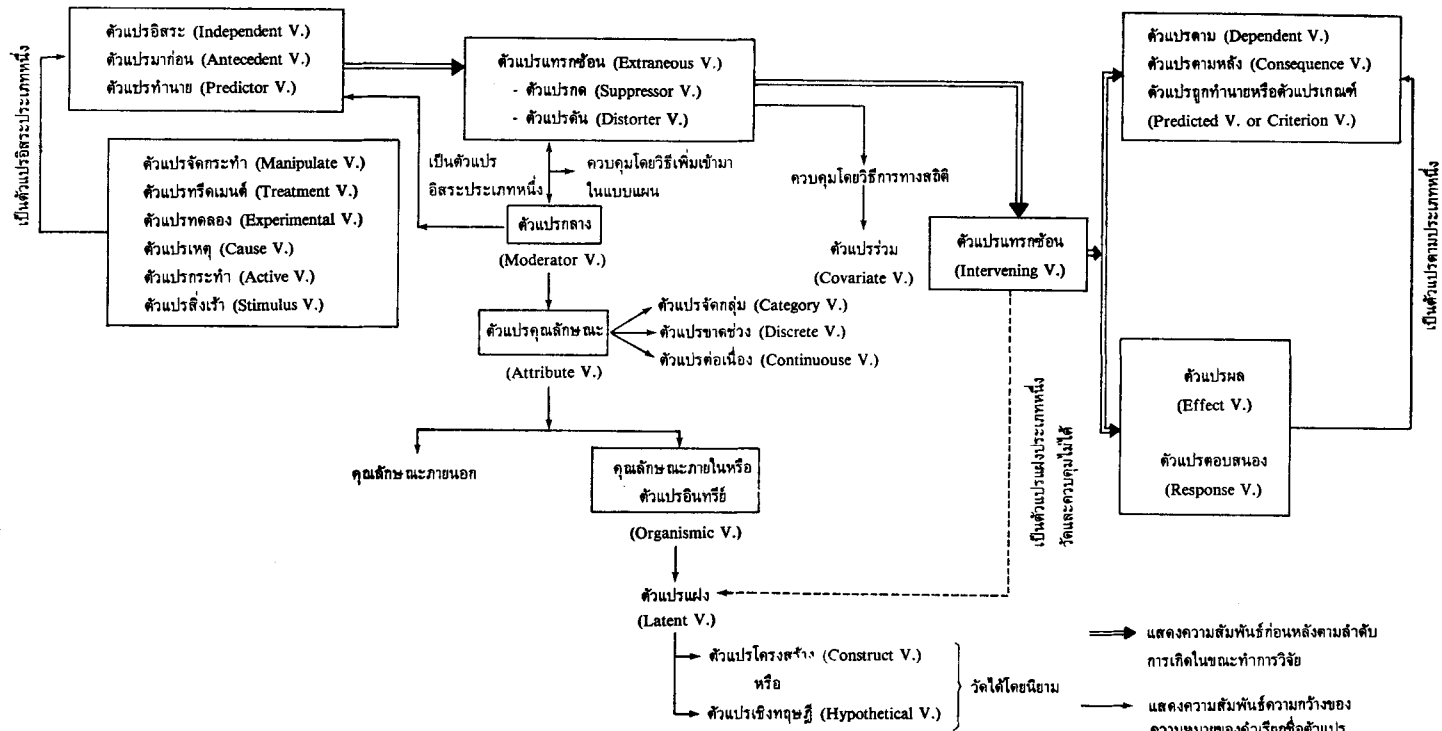 เป็นตัวแปรอิสระประเภทหนึ่ง
ตัวแปรอิสระ (Independent V.)
ตัวแปรมาก่อน (Antecedent V.)
ตัวแปรทำนาย (Predictor V.)
ตัวแปรจัดกระทำ (Manipulate V.)
ตัวแปรทรีตเมนต์ (Treatment V.)
ตัวแปรทดลอง (Experimental V.)
ตัวแปรเหตุ (Cause V.)
ตัวแปรกระทำ (Active V.)
ตัวแปรสิ่งเร้า (Stimulus V.)
ตัวแปรแทรกซ้อน (Extraneous V.)
- ตัวแปรกด (Suppressor V.)
- ตัวแปรดัน (Distorter V.)
เป็นตัวแปร
อิสระประเภทหนึ่ง
ควบคุมโดยวิธีเพิ่มเข้ามา
ในแบบแผน
ตัวแปรกลาง
(Moderator V.)
ควบคุมโดยวิธีการทางสถิติ
ตัวแปรร่วม
(Covariate V.)
ตัวแปรคุณลักษณะ
(Attribute V.)
ตัวแปรจัดกลุ่ม (Category V.)
ตัวแปรขาดช่วง (Discrete V.)
ตัวแปรต่อเนื่อง (Continuouse V.)
คุณลักษณะภายนอก
คุณลักษณะภายในหรือ
ตัวแปรอินทรีย์
(Organismic V.)
ตัวแปรแฝง
(Latent V.)
ตัวแปรโครงสร้าง (Construct V.)
หรือ
ตัวแปรเชิงทฤษฎี (Hypothetical V.)
วัดได้โดยนิยาม
ตัวแปรแทรกซ้อน
(Intervening V.)
เป็นตัวแปรแฝงประเภทหนึ่ง
วัดและควบคุมไม่ได้
ตัวแปรตาม (Dependent V.)
ตัวแปรตามหลัง (Consequence V.)
ตัวแปรถูกทำนายหรือตัวแปรเกณฑ์
(Predicted V. or Criterion V.)
ตัวแปรผล
(Effect V.)
ตัวแปรตอบสนอง
(Response V.)
เป็นตัวแปรตามประเภทหนึ่ง
แสดงความสัมพันธ์ก่อนหลังตามลำดับ
การเกิดในขณะทำการวิจัย
แสดงความสัมพันธ์ความกว้างของ
ความหมายของคำเรียกชื่อตัวแปร